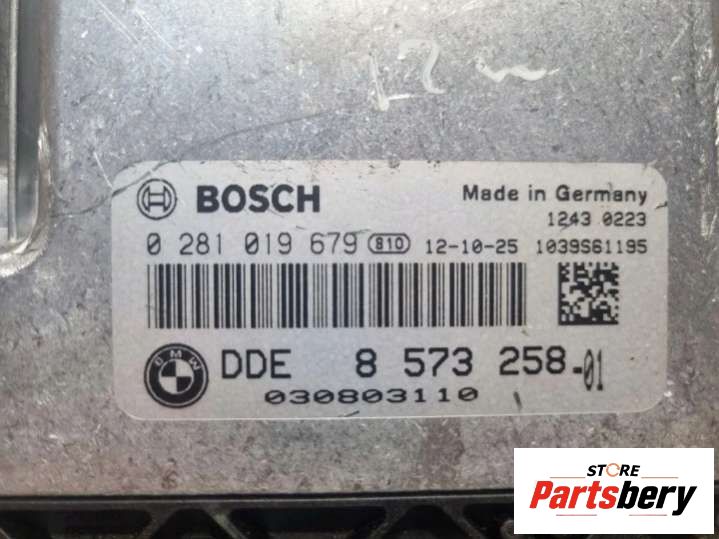 BOSCH
Made in Germany
1243 0223
0 281 019 679 810 12-10-25 1039S61195
BMW
DDE 8 573 258-01
030803110
STORE
Partsbery